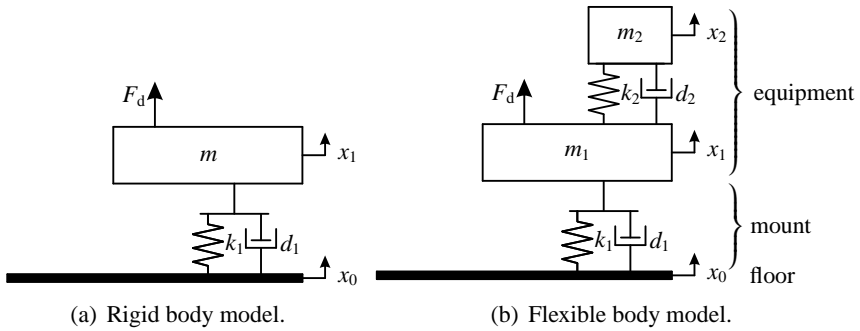 F_d
m
x_1
k_1
d_1
x_0
(a) Rigid body model.
m_2
x_2
k_2
d_2
F_d
m_1
x_1
k_1
d_1
x_0
equipment
mount
floor
(b) Flexible body model.